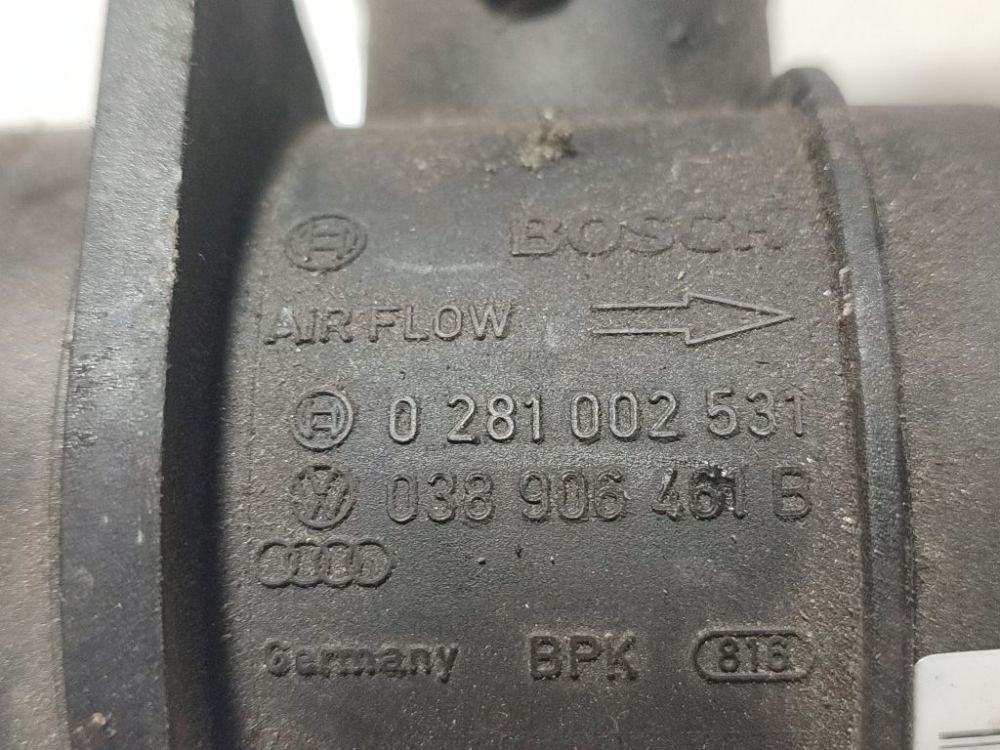 BOSCH
AIR FLOW
0 281 002 531
038 906 461 B
Germany BPK 816